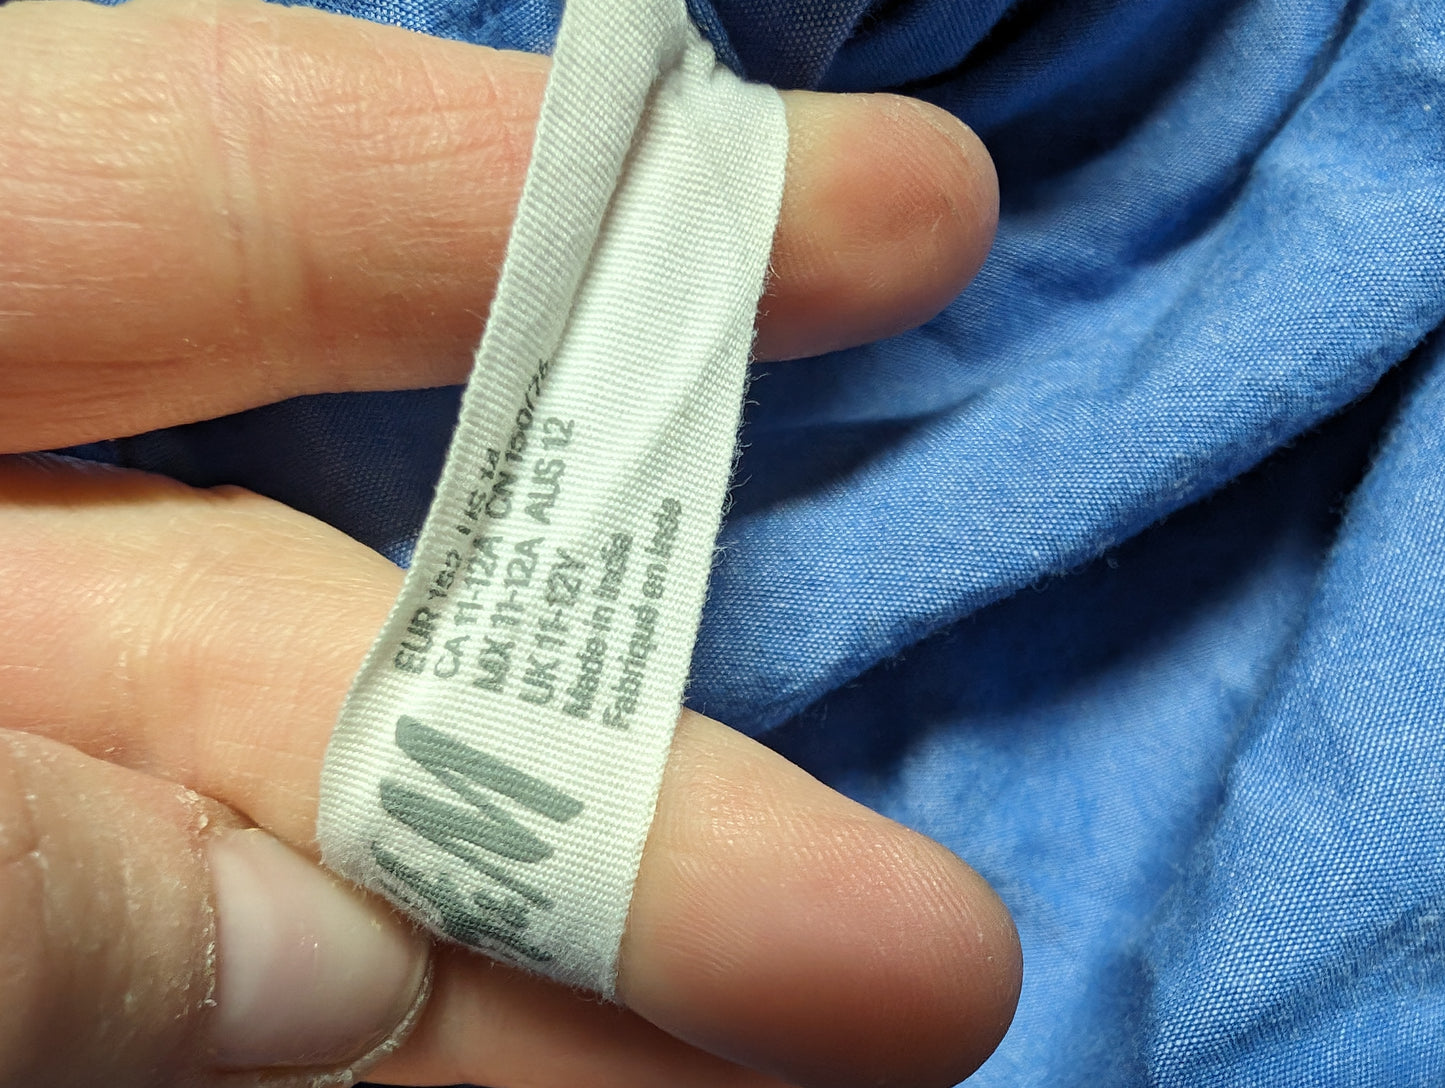 EUR 152 US 14
CA 11-12A CN 150/72
MX 11-12A AUS 12
UK 11-12Y
Made in India
Fabriqué en Inde
H&M